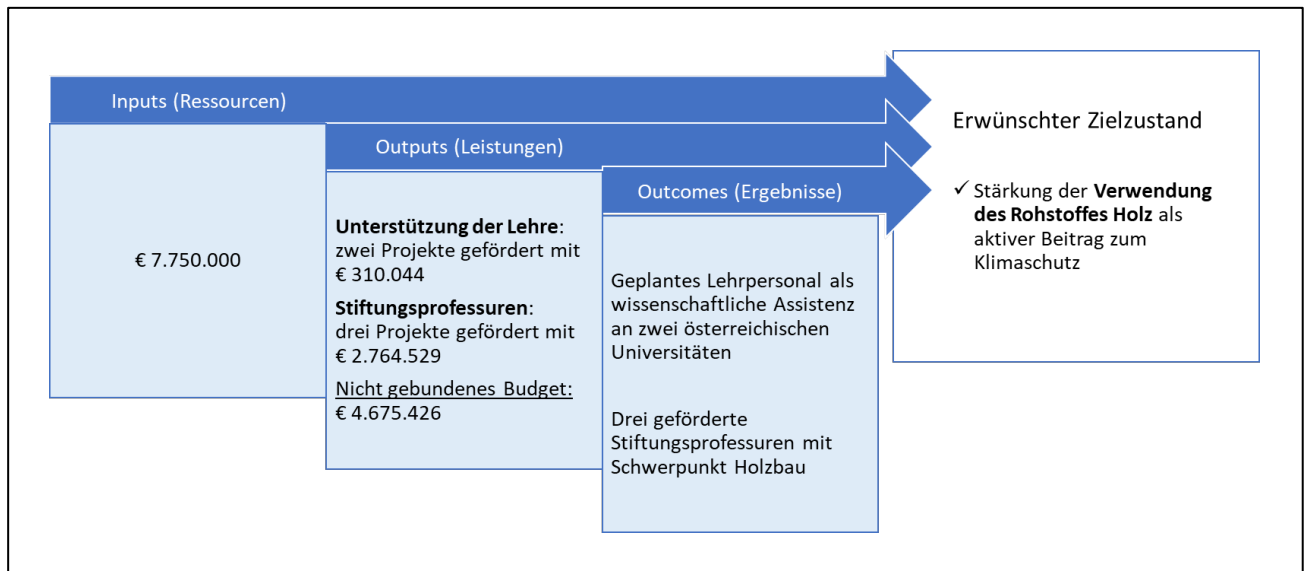 Inputs (Ressourcen)
€ 7.750.000
Outputs (Leistungen)
Unterstützung der Lehre:
zwei Projekte gefördert mit
€ 310.044
Stiftungsprofessuren:
drei Projekte gefördert mit
€ 2.764.529
Nicht gebundenes Budget:
€ 4.675.426
Outcomes (Ergebnisse)
Geplantes Lehrpersonal als
wissenschaftliche Assistenz
an zwei österreichischen
Universitäten
Drei geförderte
Stiftungsprofessuren mit
Schwerpunkt Holzbau
Erwünschter Zielzustand
✓ Stärkung der Verwendung
des Rohstoffes Holz als
aktiver Beitrag zum
Klimaschutz